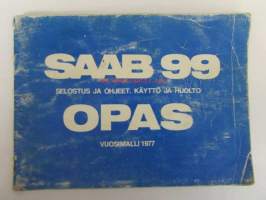 SAAB 99
SELOSTUS JA OHJEET. KÄYTTÖ JA HUOLTO
OPAS
VUOSIMALLI 1977